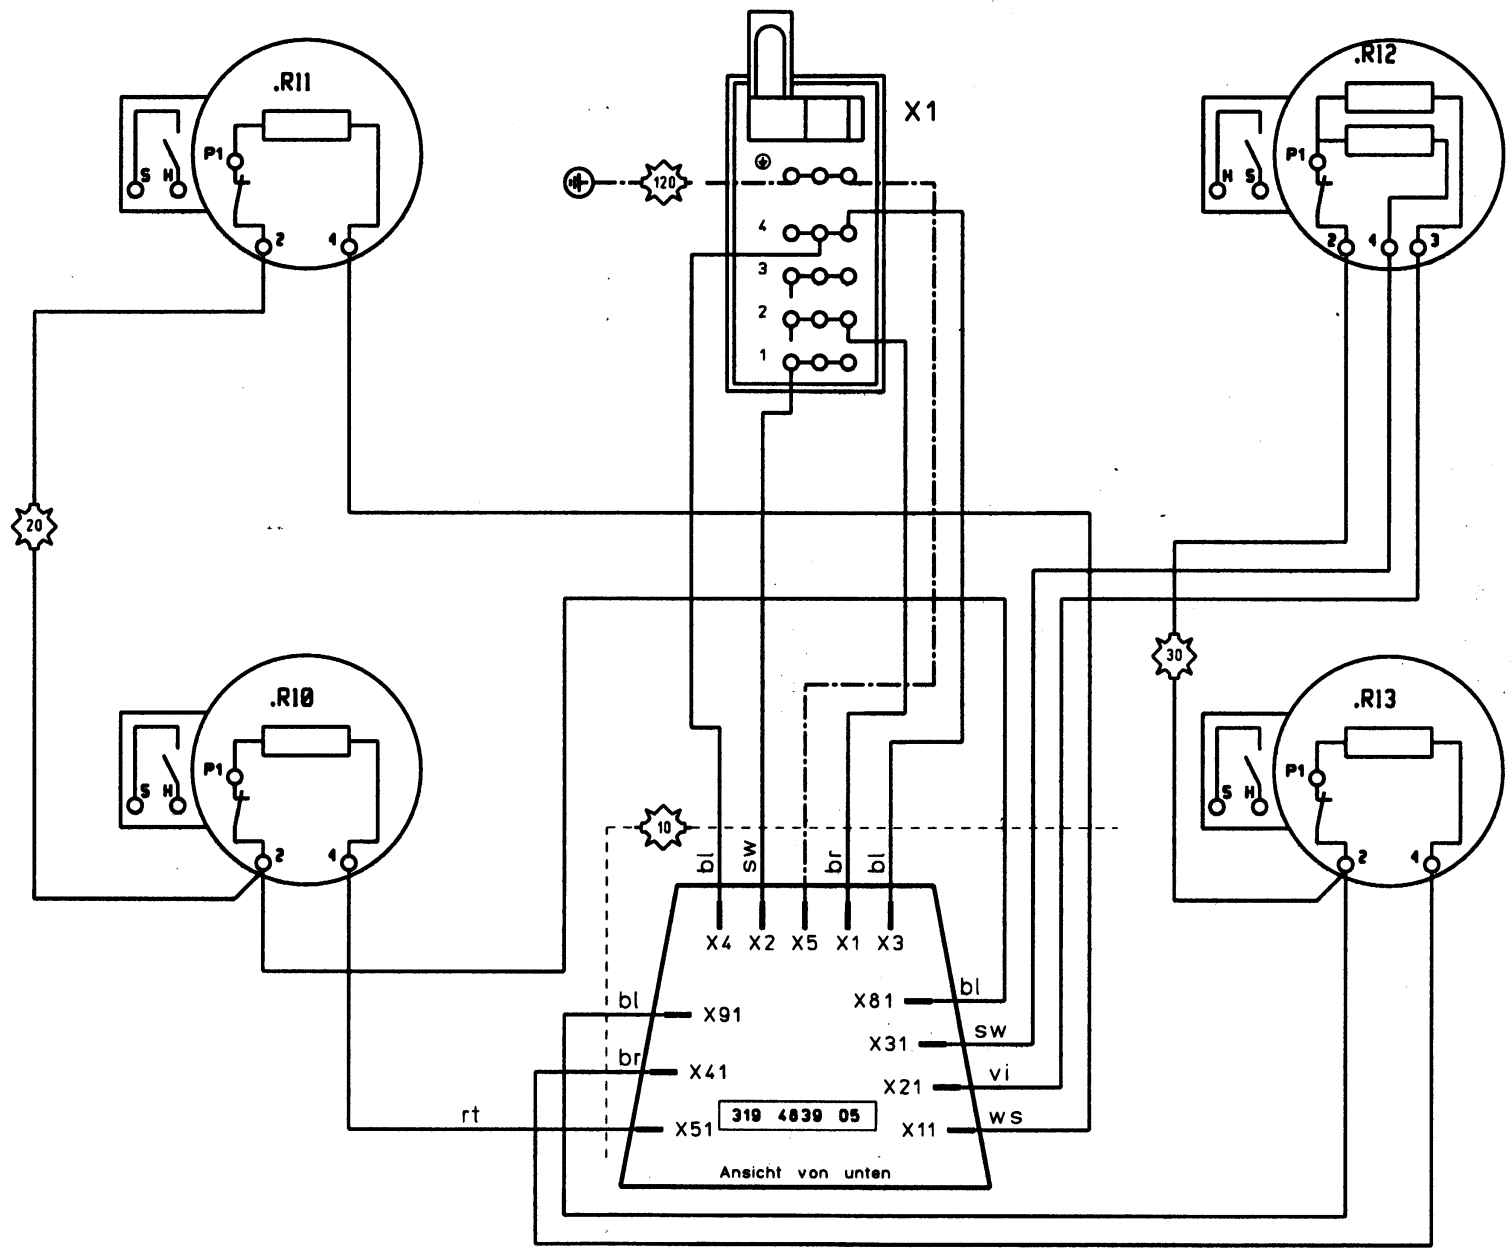 .R11
P1
S H
2 4
X1
120
4
3
2
1
.R12
P1
H S
2 4 3
20
30
.R10
P1
S H
2 4
.R13
P1
S H
2 4
10
bl sw br bl
X4 X2 X5 X1 X3
bl X91
X81 bl
X31 sw
br X41
X21 vi
rt X51
319 4839 05
X11 ws
Ansicht von unten